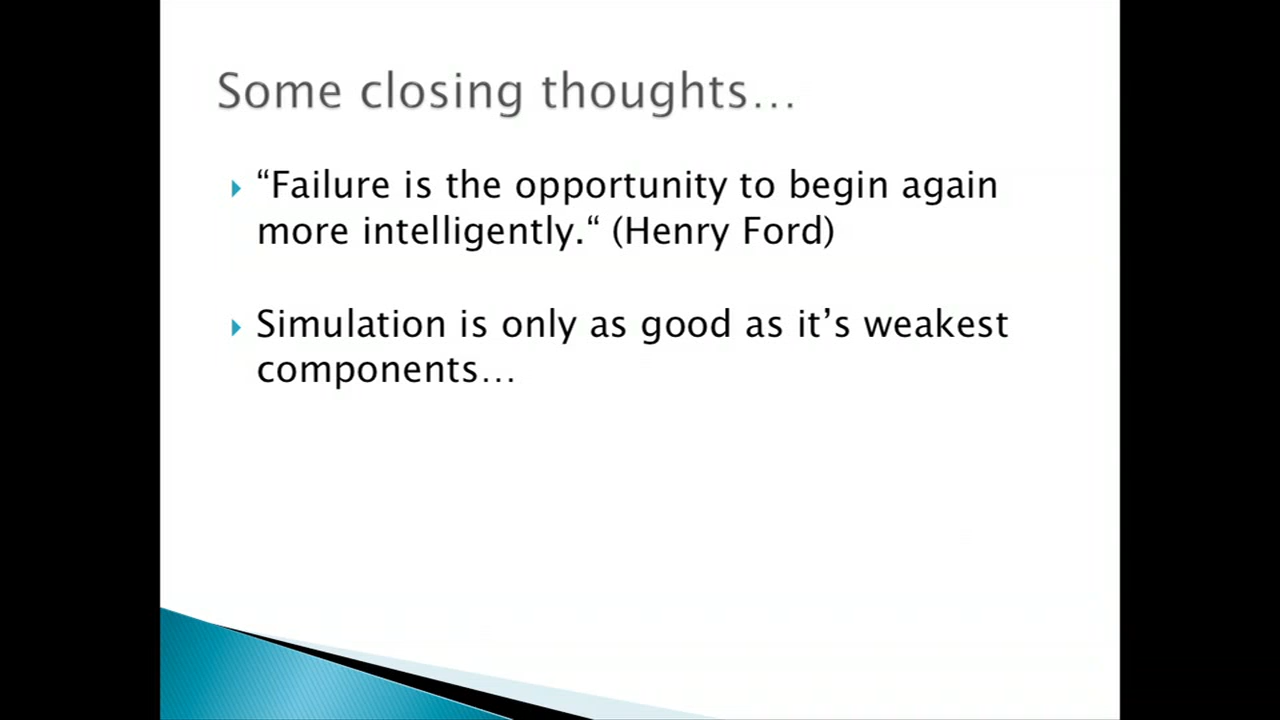 Some closing thoughts…
“Failure is the opportunity to begin again
more intelligently.“ (Henry Ford)
Simulation is only as good as it’s weakest
components…